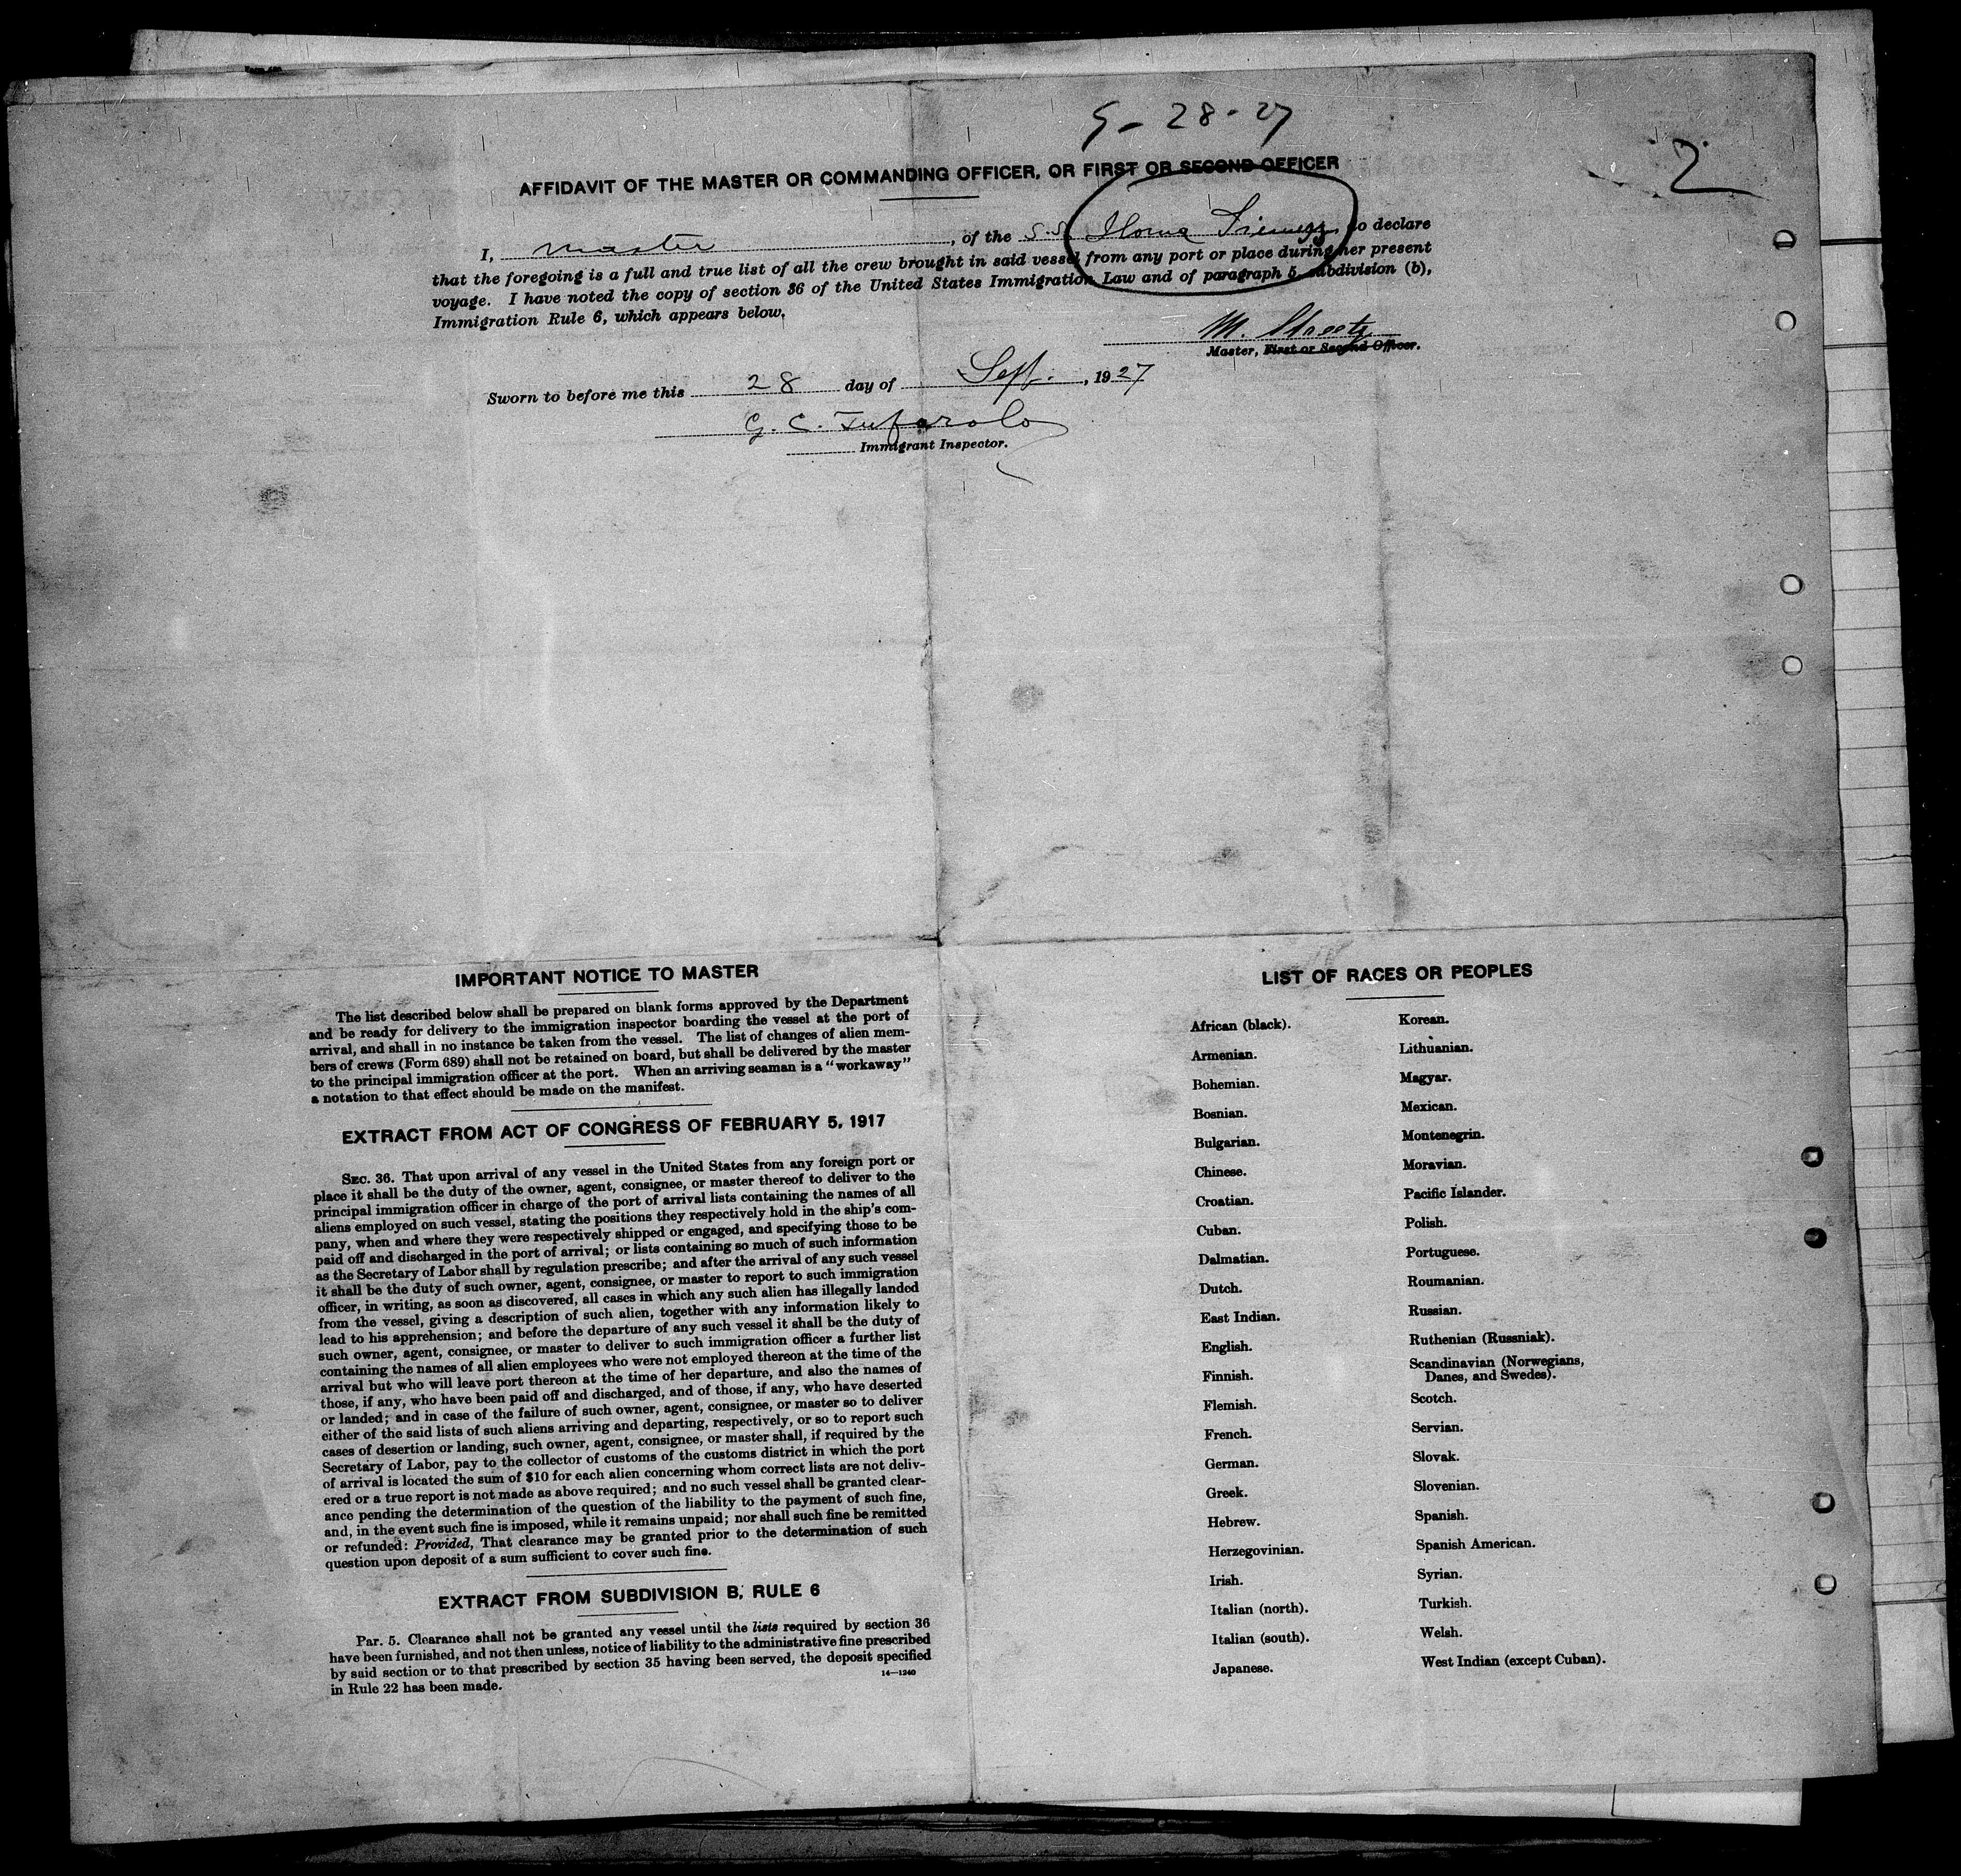 9-28-27
2
AFFIDAVIT OF THE MASTER OR COMMANDING OFFICER, OR FIRST OR SECOND OFFICER
I, master, of the S.S. do declare
that the foregoing is a full and true list of all the crew brought in said vessel from any port or place during her present
voyage. I have noted the copy of section 36 of the United States Immigration Law and of paragraph 5, subdivision (b),
Immigration Rule 6, which appears below.
M.
Master, First or Second Officer.
Sworn to before me this 28 day of Sept., 1927
G. C. Tufarolo
Immigrant Inspector.
IMPORTANT NOTICE TO MASTER
The list described below shall be prepared on blank forms approved by the Department
and be ready for delivery to the immigration inspector boarding the vessel at the port of
arrival, and shall in no instance be taken from the vessel. The list of changes of alien mem-
bers of crews (Form 689) shall not be retained on board, but shall be delivered by the master
to the principal immigration officer at the port. When an arriving seaman is a "workaway"
a notation to that effect should be made on the manifest.
EXTRACT FROM ACT OF CONGRESS OF FEBRUARY 5, 1917
SEC. 36. That upon arrival of any vessel in the United States from any foreign port or
place it shall be the duty of the owner, agent, consignee, or master thereof to deliver to the
principal immigration officer in charge of the port of arrival lists containing the names of all
aliens employed on such vessel, stating the positions they respectively hold in the ship's com-
pany, when and where they were respectively shipped or engaged, and specifying those to be
paid off and discharged in the port of arrival; or lists containing so much of such information
as the Secretary of Labor shall by regulation prescribe; and after the arrival of any such vessel
it shall be the duty of such owner, agent, consignee, or master to report to such immigration
officer, in writing, as soon as discovered, all cases in which any such alien has illegally landed
from the vessel, giving a description of such alien, together with any information likely to
lead to his apprehension; and before the departure of any such vessel it shall be the duty of
such owner, agent, consignee, or master to deliver to such immigration officer a further list
containing the names of all alien employees who were not employed thereon at the time of the
arrival but who will leave port thereon at the time of her departure, and also the names of
those, if any, who have been paid off and discharged, and of those, if any, who have deserted
or landed; and in case of the failure of such owner, agent, consignee, or master so to deliver
either of the said lists of such aliens arriving and departing, respectively, or so to report such
cases of desertion or landing, such owner, agent, consignee, or master shall, if required by the
Secretary of Labor, pay to the collector of customs of the customs district in which the port
of arrival is located the sum of $10 for each alien concerning whom correct lists are not deliv-
ered or a true report is not made as above required; and no such vessel shall be granted clear-
ance pending the determination of the question of the liability to the payment of such fine,
and, in the event such fine is imposed, while it remains unpaid; nor shall such fine be remitted
or refunded: Provided, That clearance may be granted prior to the determination of such
question upon deposit of a sum sufficient to cover such fine.
EXTRACT FROM SUBDIVISION B, RULE 6
Par. 5. Clearance shall not be granted any vessel until the lists required by section 36
have been furnished, and not then unless, notice of liability to the administrative fine prescribed
by said section or to that prescribed by section 35 having been served, the deposit specified
in Rule 22 has been made.
14—1240
LIST OF RACES OR PEOPLES
African (black).
Armenian.
Bohemian.
Bosnian.
Bulgarian.
Chinese.
Croatian.
Cuban.
Dalmatian.
Dutch.
East Indian.
English.
Finnish.
Flemish.
French.
German.
Greek.
Hebrew.
Herzegovinian.
Irish.
Italian (north).
Italian (south).
Japanese.
Korean.
Lithuanian.
Magyar.
Mexican.
Montenegrin.
Moravian.
Pacific Islander.
Polish.
Portuguese.
Roumanian.
Russian.
Ruthenian (Russniak).
Scandinavian (Norwegians,
Danes, and Swedes).
Scotch.
Servian.
Slovak.
Slovenian.
Spanish.
Spanish American.
Syrian.
Turkish.
Welsh.
West Indian (except Cuban).